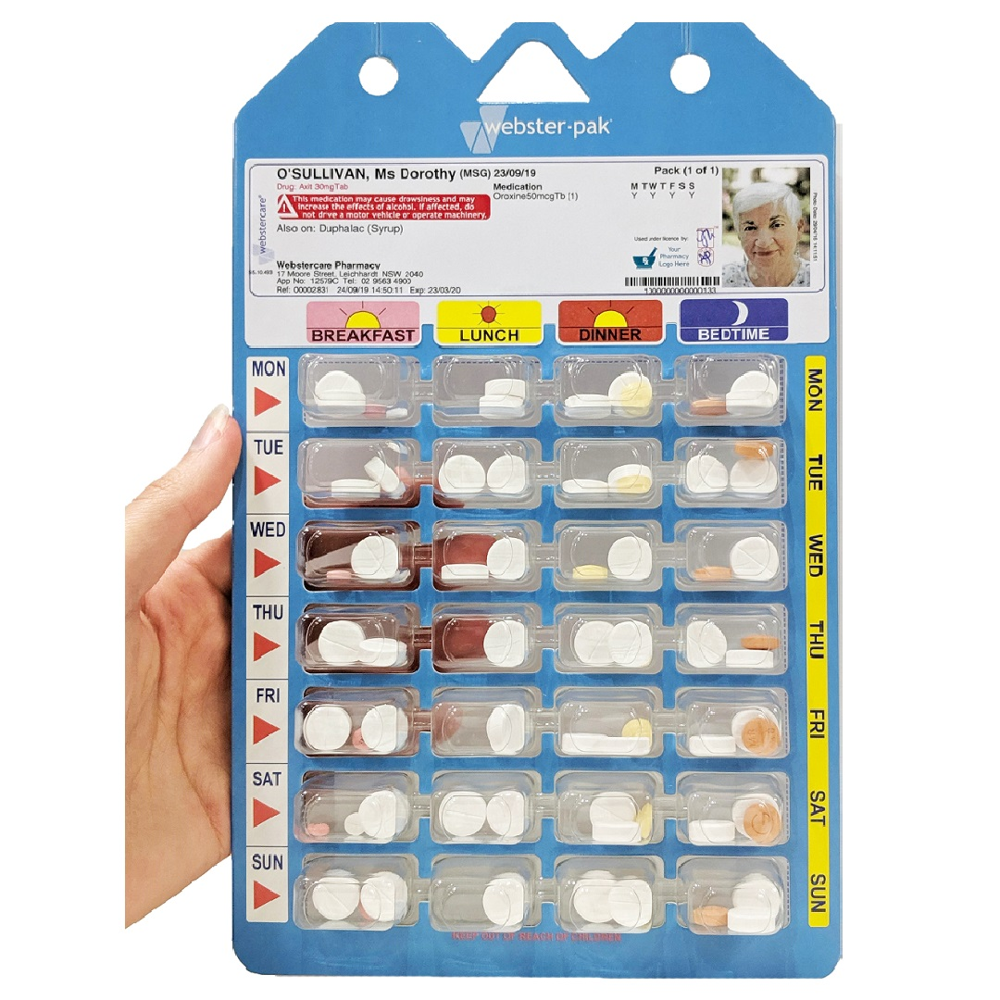 webster-pak
O'SULLIVAN, Ms Dorothy (MSG) 23/09/19
Pack (1 of 1)
Drug: Axit 30mgTab
Medication
M T W T F S S
Oroxine50mcgTb (1)
Y Y Y Y
This medication may cause drowsiness and may
increase the effects of alcohol. If affected, do
not drive a motor vehicle or operate machinery.
Also on: Duphalac (Syrup)
webstercare
Used under licence by:
Your
Pharmacy
Logo Here
Webstercare Pharmacy
17 Moore Street, Leichhardt NSW 2040
App No: 12579C Tel: 02 9563 4900
Ref: 00002831 24/09/19 14:50:11 Exp: 23/03/20
BREAKFAST
LUNCH
DINNER
BEDTIME
MON
MON
TUE
TUE
WED
WED
THU
THU
FRI
FRI
SAT
SAT
SUN
SUN
KEEP OUT OF REACH OF CHILDREN